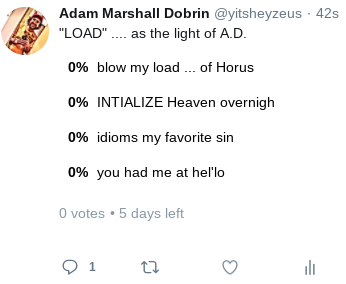 Adam Marshall Dobrin @yitsheyzeus · 42s
"LOAD" .... as the light of A.D.
0% blow my load ... of Horus
0% INTIALIZE Heaven overnigh
0% idioms my favorite sin
0% you had me at hel'lo
0 votes • 5 days left
1